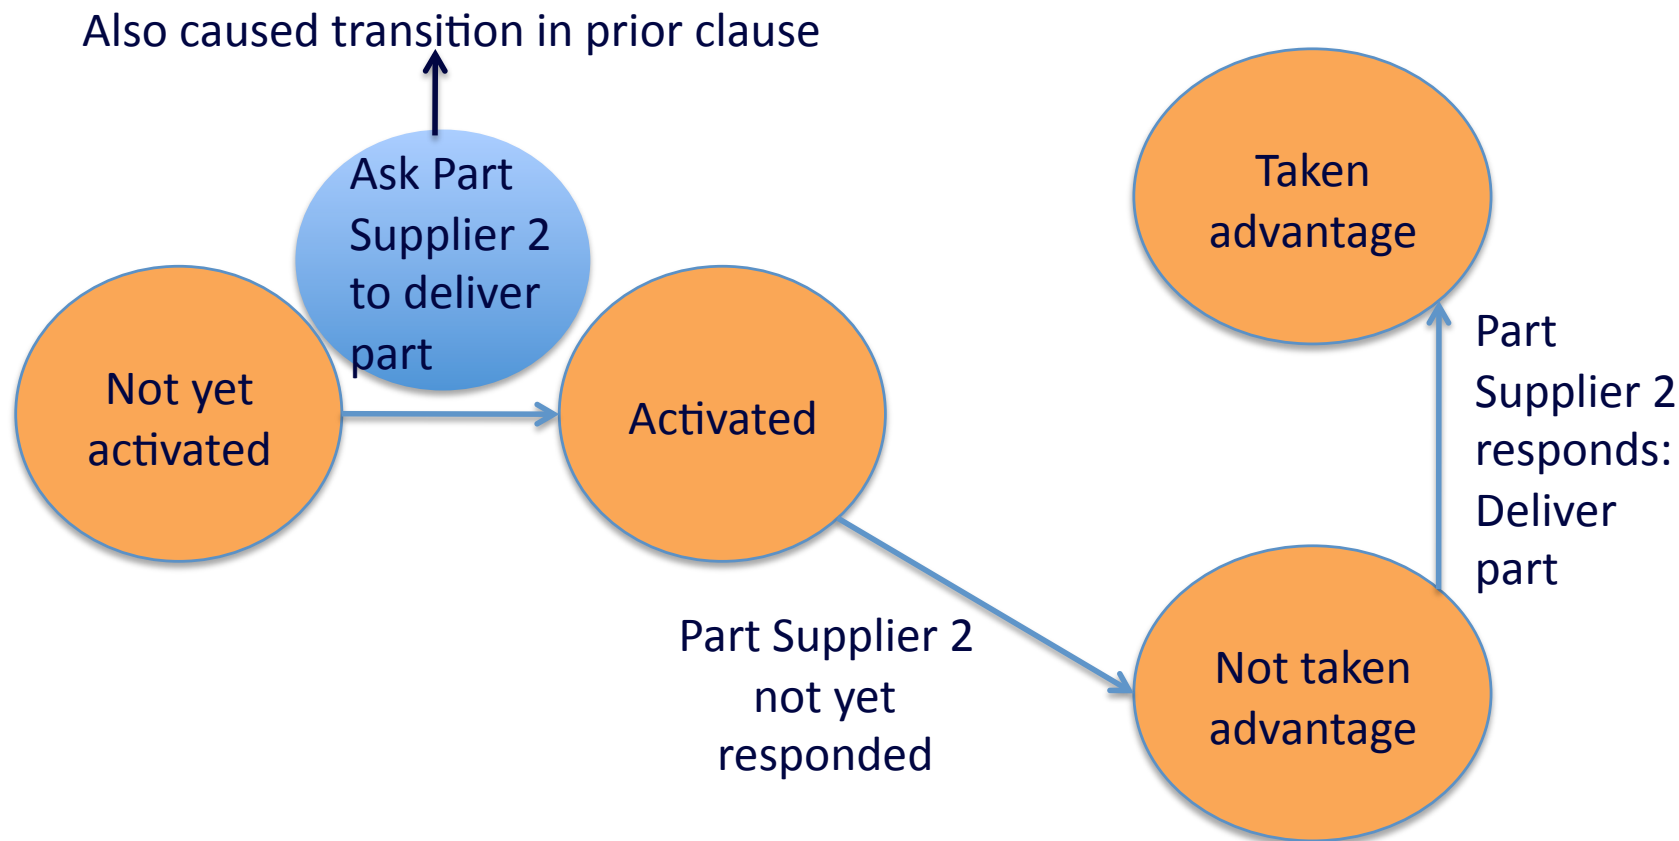 Also caused transition in prior clause
Ask Part
Supplier 2
to deliver
part
Not yet
activated
Activated
Part Supplier 2
not yet
responded
Not taken
advantage
Part
Supplier 2
responds:
Deliver
part
Taken
advantage